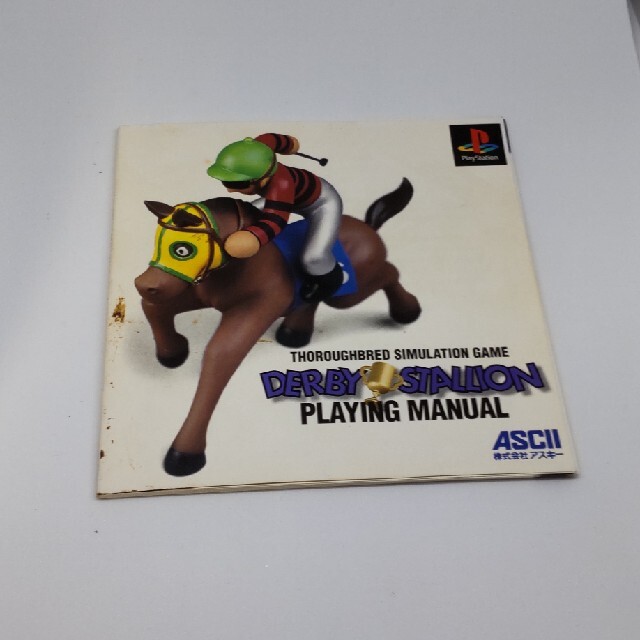 PlayStation
THOROUGHBRED SIMULATION GAME
DERBY STALLION
PLAYING MANUAL
ASCII
株式会社 アスキー